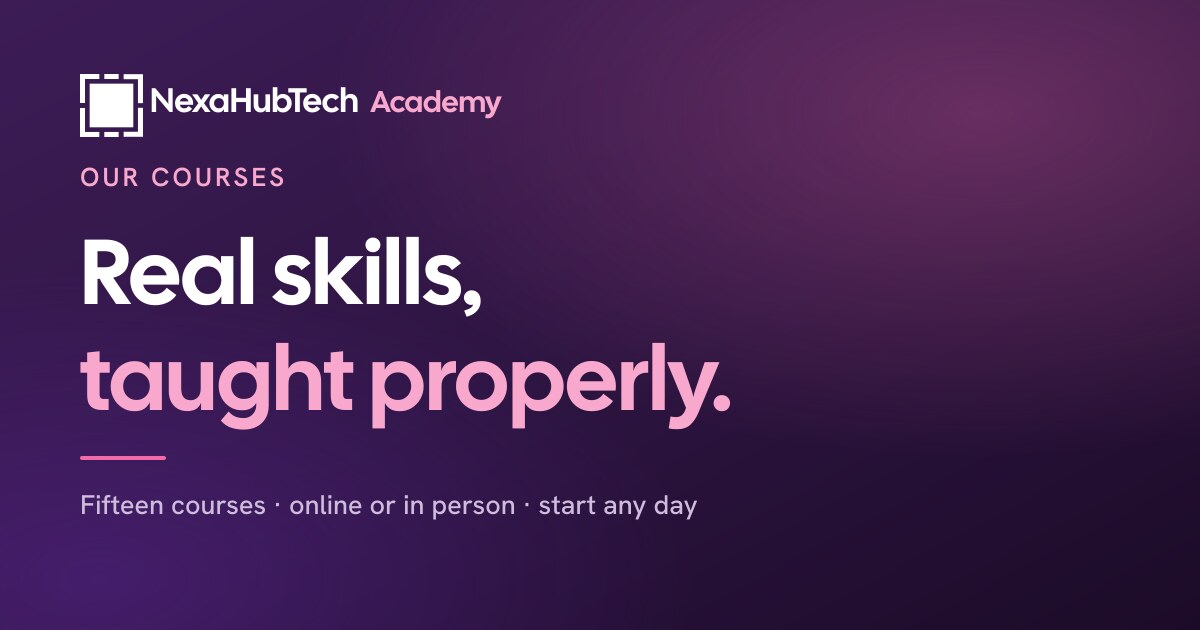 NexaHubTech Academy
OUR COURSES
Real skills,
taught properly.
Fifteen courses · online or in person · start any day